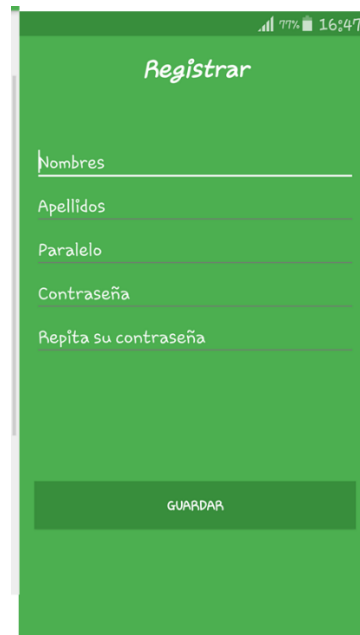 77% 16:47
Registrar
Nombres
Apellidos
Paralelo
Contraseña
Repita su contraseña
GUARDAR